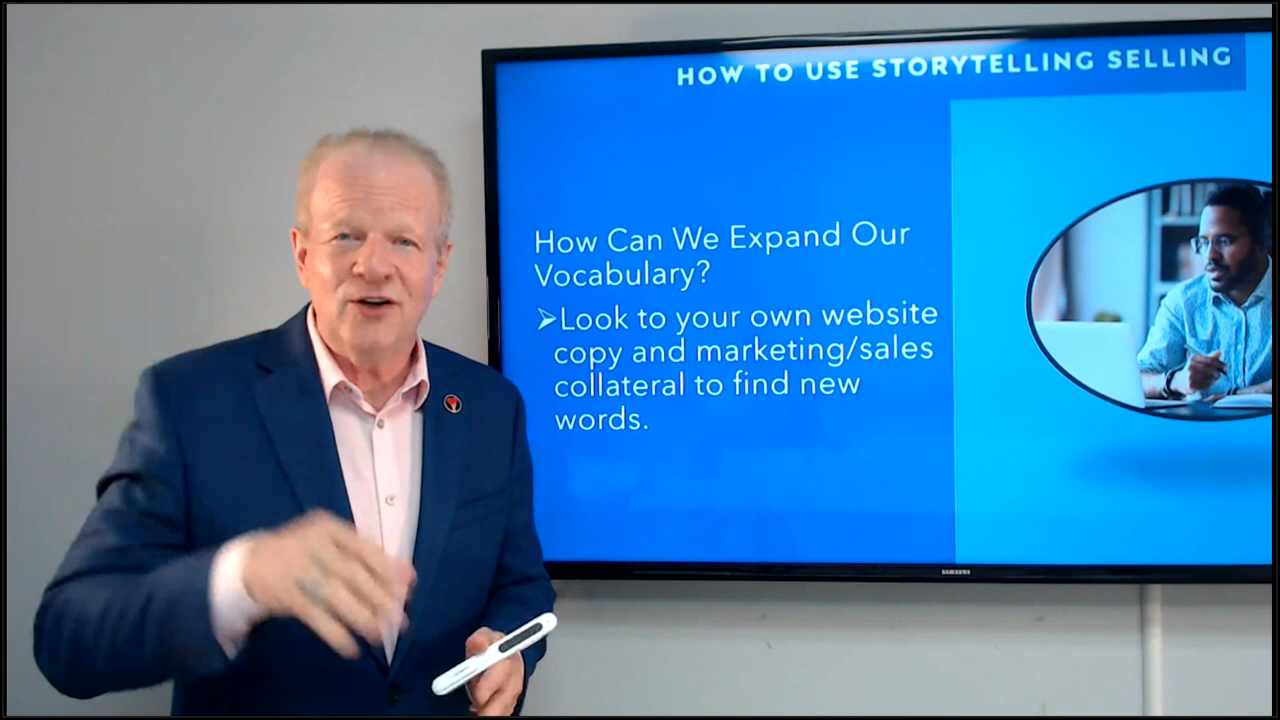 HOW TO USE STORYTELLING SELLING
How Can We Expand Our
Vocabulary?
➢Look to your own website
copy and marketing/sales
collateral to find new
words.
SAMSUNG